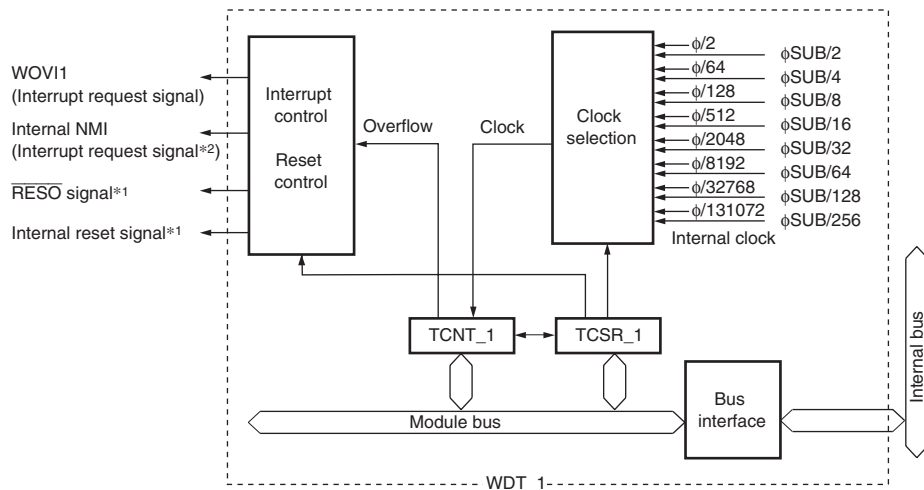 WOVI1
(Interrupt request signal)
Internal NMI
(Interrupt request signal*2)
RESO signal*1
Internal reset signal*1
Interrupt
control
Reset
control
Overflow
Clock
Clock
selection
ϕ/2
ϕSUB/2
ϕ/64
ϕSUB/4
ϕ/128
ϕSUB/8
ϕ/512
ϕSUB/16
ϕ/2048
ϕSUB/32
ϕ/8192
ϕSUB/64
ϕ/32768
ϕSUB/128
ϕ/131072
ϕSUB/256
Internal clock
TCNT_1
TCSR_1
Module bus
Bus
interface
Internal bus
WDT_1